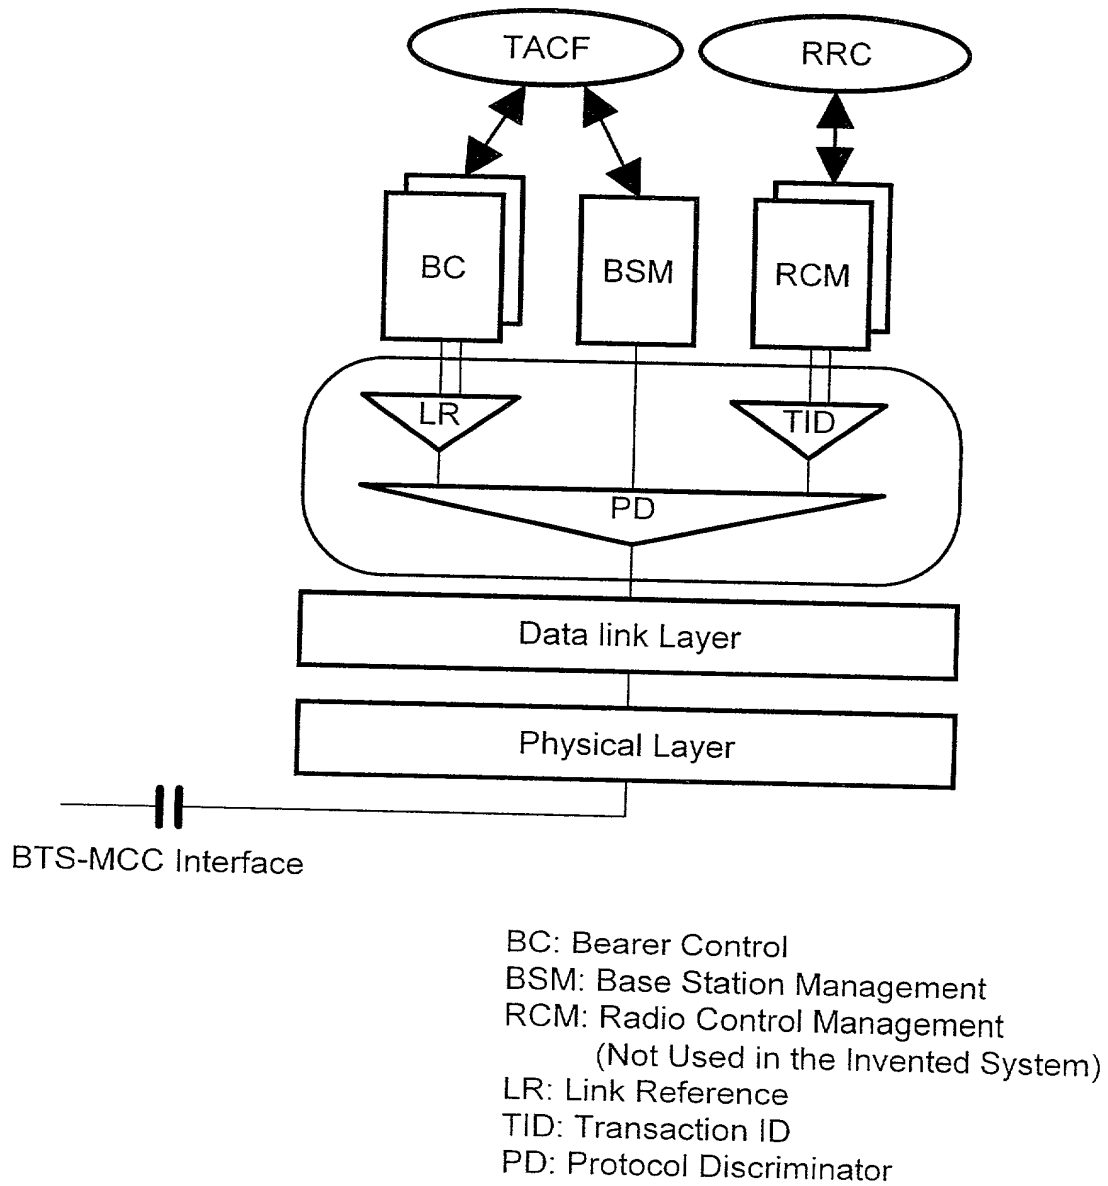 TACF
RRC
BC
BSM
RCM
LR
TID
PD
Data link Layer
Physical Layer
BTS-MCC Interface
BC: Bearer Control
BSM: Base Station Management
RCM: Radio Control Management
(Not Used in the Invented System)
LR: Link Reference
TID: Transaction ID
PD: Protocol Discriminator